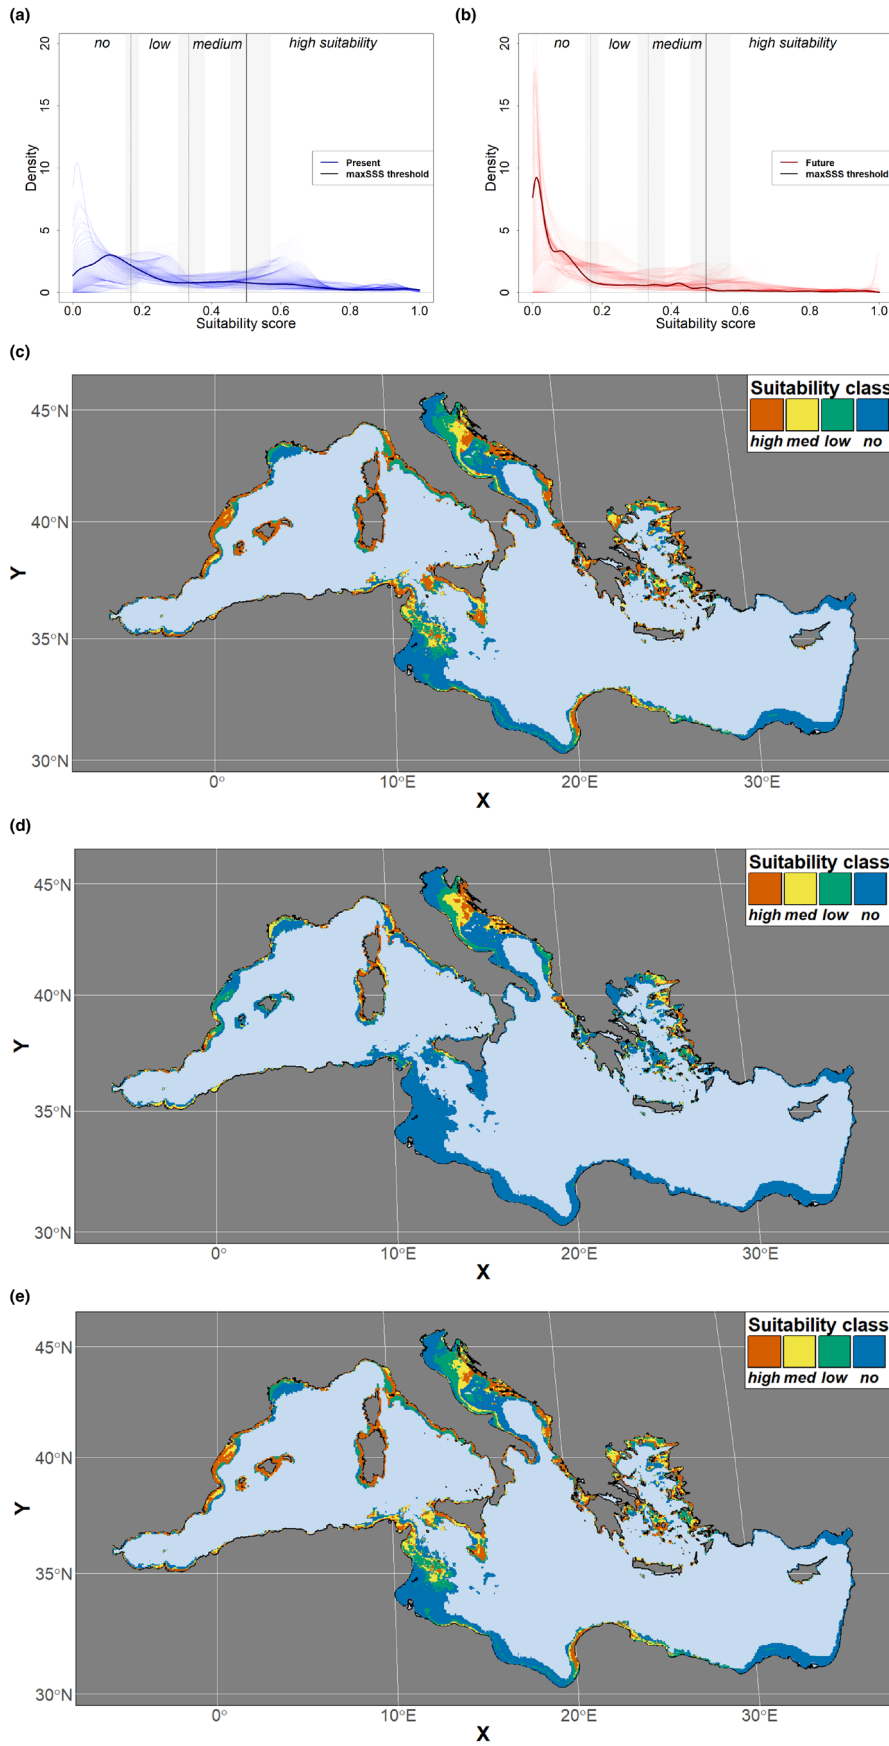 (a)
no low medium high suitability
20
15
10
5
0
Density
Present
maxSSS threshold
0.0 0.2 0.4 0.6 0.8 1.0
Suitability score
(b)
no low medium high suitability
20
15
10
5
0
Density
Future
maxSSS threshold
0.0 0.2 0.4 0.6 0.8 1.0
Suitability score
(c)
Suitability class
high med low no
45°N
40°N
35°N
30°N
Y
0° 10°E 20°E 30°E
X
(d)
Suitability class
high med low no
45°N
40°N
35°N
30°N
Y
0° 10°E 20°E 30°E
X
(e)
Suitability class
high med low no
45°N
40°N
35°N
30°N
Y
0° 10°E 20°E 30°E
X